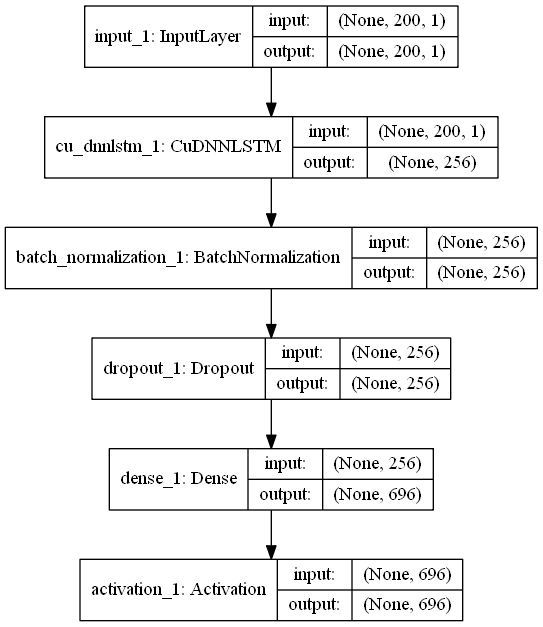 input_1: InputLayer
input: (None, 200, 1)
output: (None, 200, 1)
cu_dnnlstm_1: CuDNNLSTM
input: (None, 200, 1)
output: (None, 256)
batch_normalization_1: BatchNormalization
input: (None, 256)
output: (None, 256)
dropout_1: Dropout
input: (None, 256)
output: (None, 256)
dense_1: Dense
input: (None, 256)
output: (None, 696)
activation_1: Activation
input: (None, 696)
output: (None, 696)